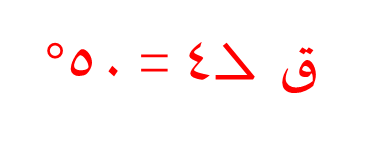 ق ∠٤ = ٥٠°